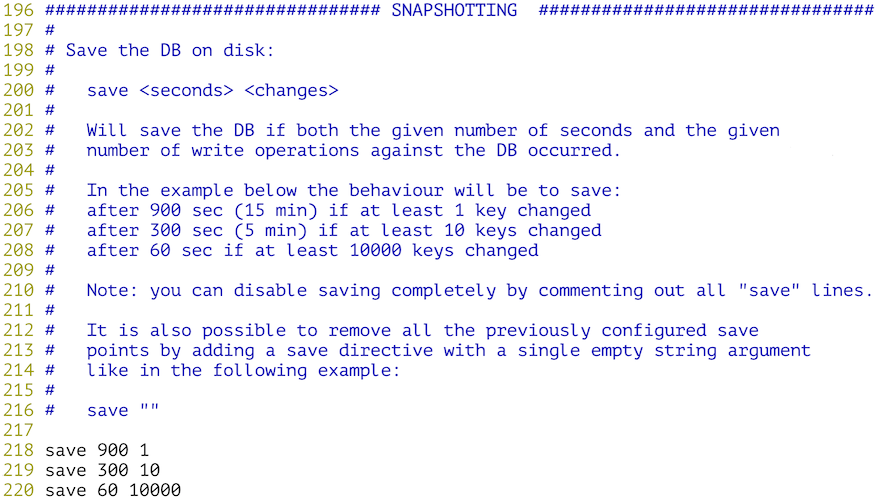 196 ################################ SNAPSHOTTING  ################################
197 #
198 # Save the DB on disk:
199 #
200 #   save <seconds> <changes>
201 #
202 #   Will save the DB if both the given number of seconds and the given
203 #   number of write operations against the DB occurred.
204 #
205 #   In the example below the behaviour will be to save:
206 #   after 900 sec (15 min) if at least 1 key changed
207 #   after 300 sec (5 min) if at least 10 keys changed
208 #   after 60 sec if at least 10000 keys changed
209 #
210 #   Note: you can disable saving completely by commenting out all "save" lines.
211 #
212 #   It is also possible to remove all the previously configured save
213 #   points by adding a save directive with a single empty string argument
214 #   like in the following example:
215 #
216 #   save ""
217
218 save 900 1
219 save 300 10
220 save 60 10000